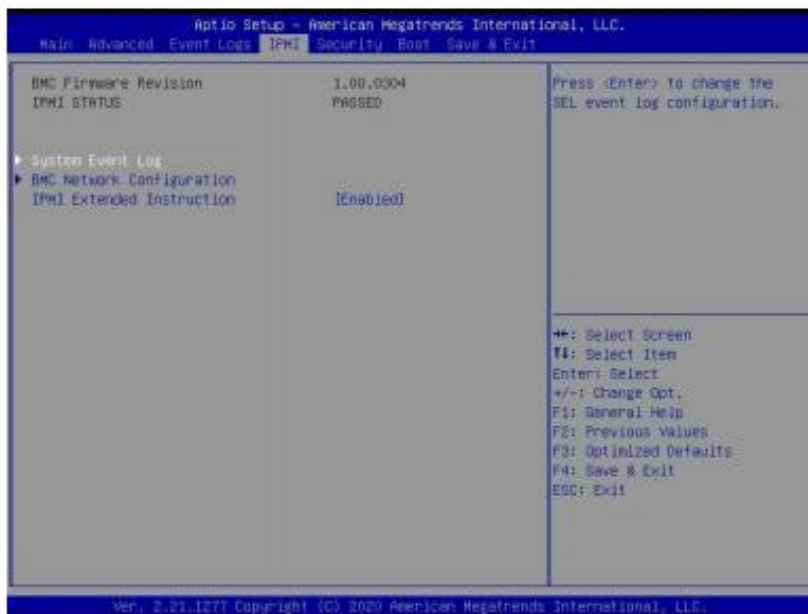 Aptio Setup - American Megatrends International, LLC.
Main Advanced Event Logs IPMI Security Boot Save & Exit
BMC Firmware Revision 1.00.0304
IPMI STATUS PASSED
System Event Log
BMC Network Configuration
IPMI Extended Instruction [Enabled]
Press <Enter> to change the
SEL event log configuration.
→←: Select Screen
↑↓: Select Item
Enter: Select
+/-: Change Opt.
F1: General Help
F2: Previous Values
F3: Optimized Defaults
F4: Save & Exit
ESC: Exit
Ver. 2.21.1277 Copyright (C) 2020 American Megatrends International, LLC.